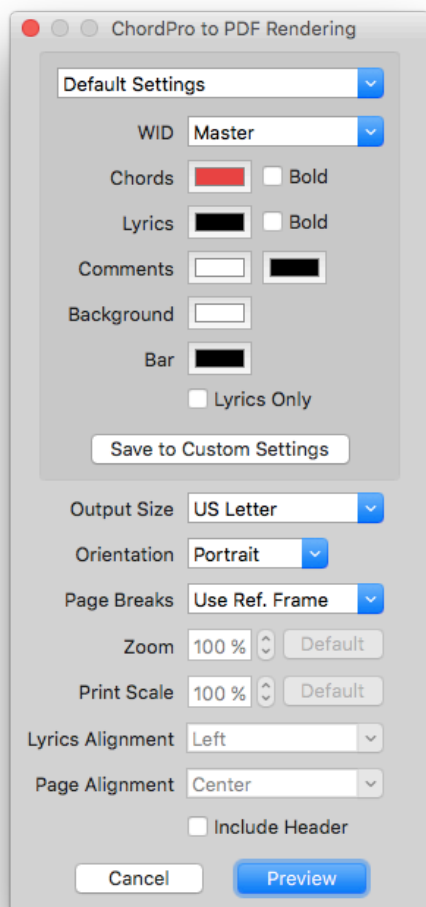 ChordPro to PDF Rendering
Default Settings
WID Master
Chords Bold
Lyrics Bold
Comments
Background
Bar
Lyrics Only
Save to Custom Settings
Output Size US Letter
Orientation Portrait
Page Breaks Use Ref. Frame
Zoom 100 % Default
Print Scale 100 % Default
Lyrics Alignment Left
Page Alignment Center
Include Header
Cancel Preview